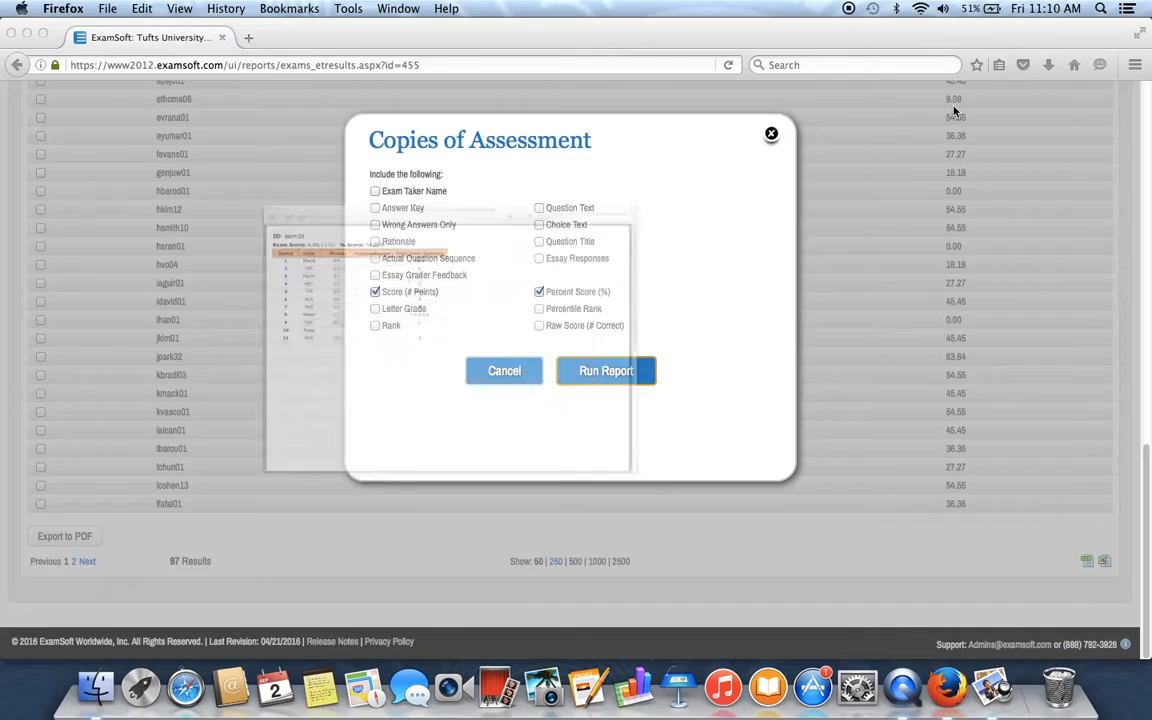 Firefox File Edit View History Bookmarks Tools Window Help 51% Fri 11:10 AM
ExamSoft: Tufts University...
https://www2012.examsoft.com/ui/reports/exams_etresults.aspx?id=455 Search
ethoma06 9.09
evrana01
eyumar01 36.36
fevans01 27.27
genjuw01 18.18
hbarod01 0.00
hkim12 54.55
hsmith10 54.55
hsran01 0.00
hvo04 18.18
iaguir01 27.27
idavid01 45.45
ihan01 0.00
jkim01 45.45
jpark32 63.64
kbradl03 54.55
kmack01 45.45
kvasco01 54.55
lalcan01 45.45
lbarou01 36.36
lchun01 27.27
lcohen13 54.55
lfafal01 36.36
Copies of Assessment
Include the following:
Exam Taker Name
Answer Key Question Text
Wrong Answers Only Choice Text
Rationale Question Title
Actual Question Sequence Essay Responses
Essay Grader Feedback
Score (# Points) Percent Score (%)
Letter Grade Percentile Rank
Rank Raw Score (# Correct)
Cancel Run Report
Export to PDF
Previous 1 2 Next 97 Results Show: 50 | 250 | 500 | 1000 | 2500
© 2016 ExamSoft Worldwide, Inc. All Rights Reserved. | Last Revision: 04/21/2016 | Release Notes | Privacy Policy
Support: Admins@examsoft.com or (888) 792-3926
SEP
2
1